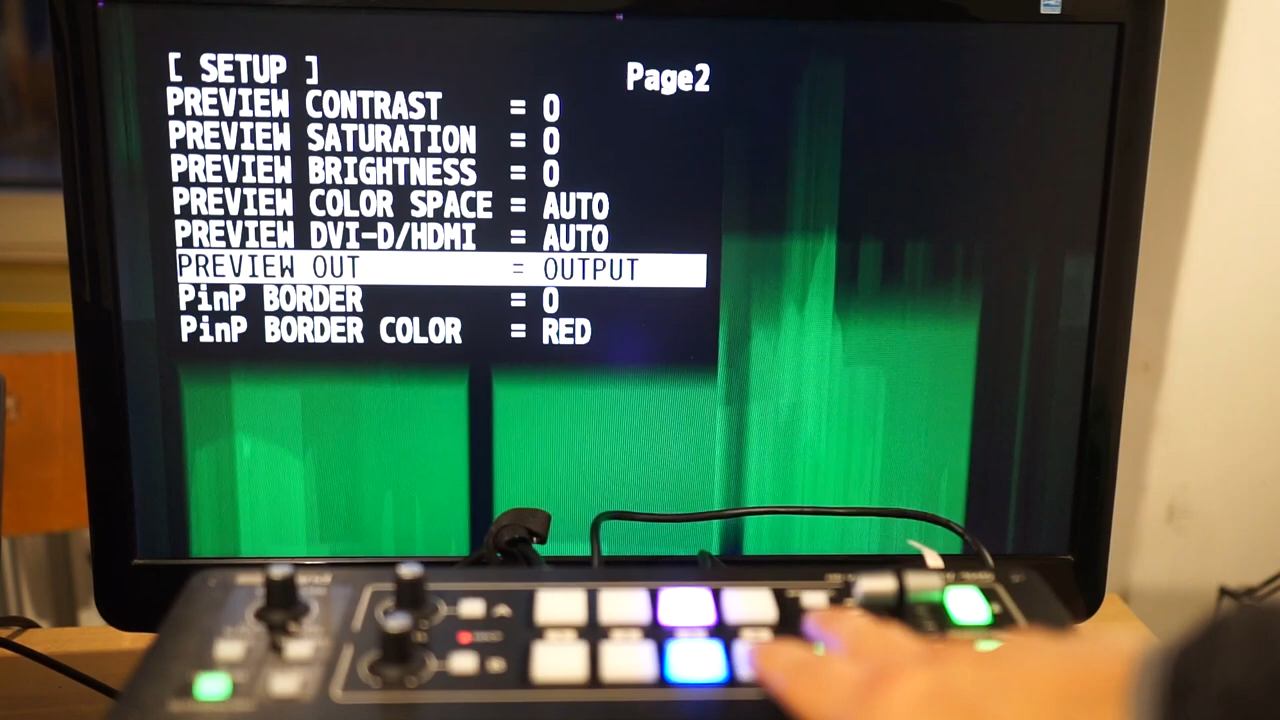 [ SETUP ] Page2
PREVIEW CONTRAST = 0
PREVIEW SATURATION = 0
PREVIEW BRIGHTNESS = 0
PREVIEW COLOR SPACE = AUTO
PREVIEW DVI-D/HDMI = AUTO
PREVIEW OUT = OUTPUT
PinP BORDER = 0
PinP BORDER COLOR = RED